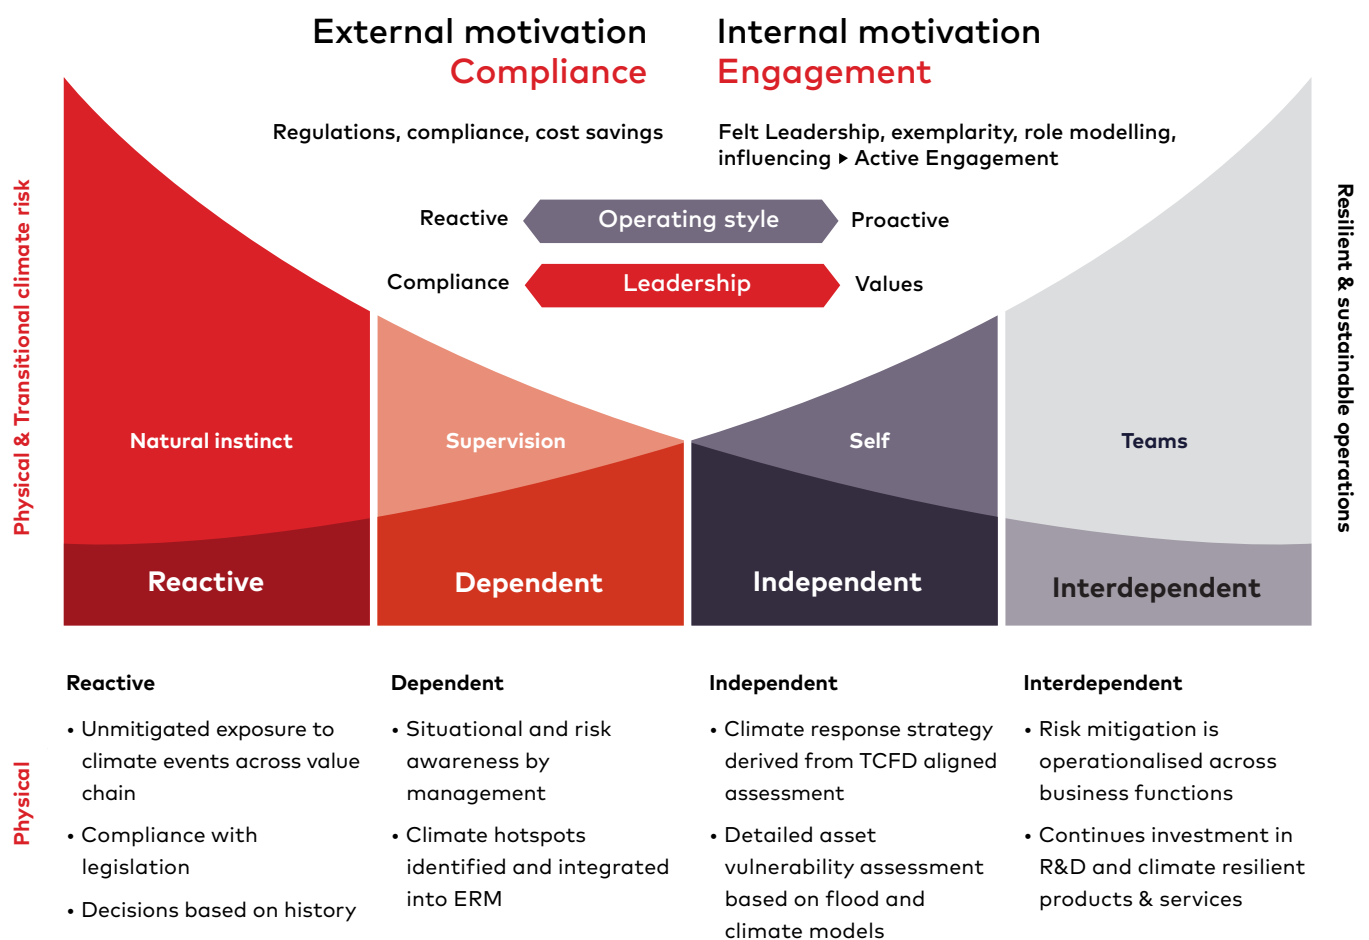 External motivation
Compliance
Internal motivation
Engagement
Regulations, compliance, cost savings
Felt Leadership, exemplarity, role modelling,
influencing ▸ Active Engagement
Reactive
Operating style
Proactive
Compliance
Leadership
Values
Physical & Transitional climate risk
Resilient & sustainable operations
Natural instinct
Supervision
Self
Teams
Reactive
Dependent
Independent
Interdependent
Physical
Reactive
• Unmitigated exposure to
climate events across value
chain
• Compliance with
legislation
• Decisions based on history
Dependent
• Situational and risk
awareness by
management
• Climate hotspots
identified and integrated
into ERM
Independent
• Climate response strategy
derived from TCFD aligned
assessment
• Detailed asset
vulnerability assessment
based on flood and
climate models
Interdependent
• Risk mitigation is
operationalised across
business functions
• Continues investment in
R&D and climate resilient
products & services